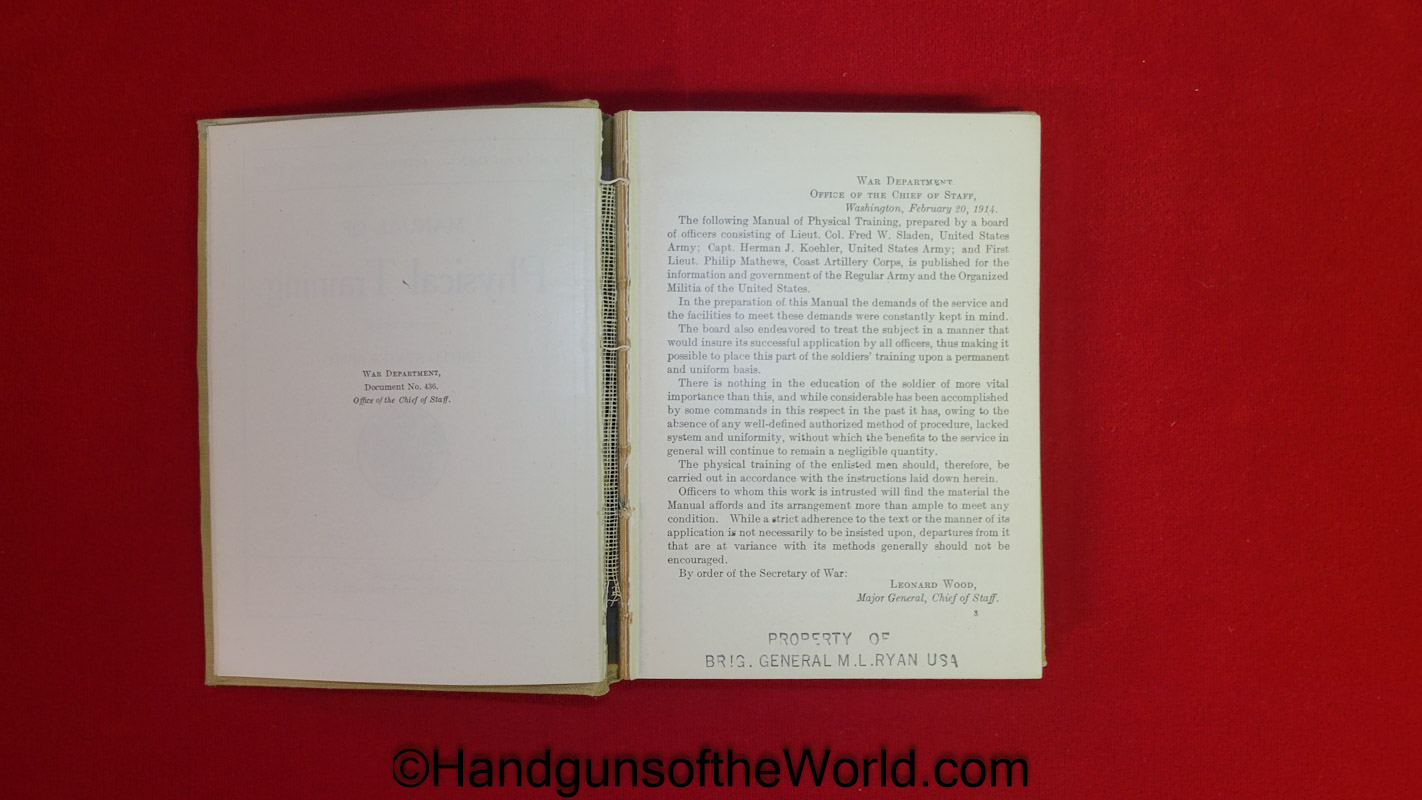 WAR DEPARTMENT,
Document No. 436.
Office of the Chief of Staff.
WAR DEPARTMENT
OFFICE OF THE CHIEF OF STAFF,
Washington, February 20, 1914.
The following Manual of Physical Training, prepared by a board
of officers consisting of Lieut. Col. Fred W. Sladen, United States
Army; Capt. Herman J. Koehler, United States Army; and First
Lieut. Philip Mathews, Coast Artillery Corps, is published for the
information and government of the Regular Army and the Organized
Militia of the United States.
In the preparation of this Manual the demands of the service and
the facilities to meet these demands were constantly kept in mind.
The board also endeavored to treat the subject in a manner that
would insure its successful application by all officers, thus making it
possible to place this part of the soldiers' training upon a permanent
and uniform basis.
There is nothing in the education of the soldier of more vital
importance than this, and while considerable has been accomplished
by some commands in this respect in the past it has, owing to the
absence of any well-defined authorized method of procedure, lacked
system and uniformity, without which the benefits to the service in
general will continue to remain a negligible quantity.
The physical training of the enlisted men should, therefore, be
carried out in accordance with the instructions laid down herein.
Officers to whom this work is intrusted will find the material the
Manual affords and its arrangement more than ample to meet any
condition. While a strict adherence to the text or the manner of its
application is not necessarily to be insisted upon, departures from it
that are at variance with its methods generally should not be
encouraged.
By order of the Secretary of War:
LEONARD WOOD,
Major General, Chief of Staff.
3
PROPERTY OF
BRIG. GENERAL M.L.RYAN USA
©HandgunsoftheWorld.com